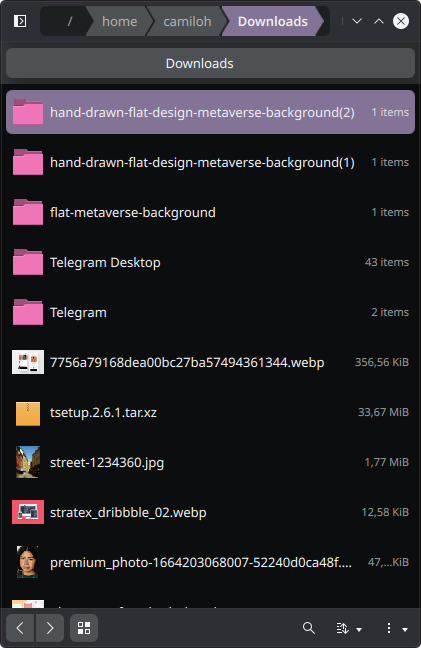 / home camiloh Downloads
Downloads
hand-drawn-flat-design-metaverse-background(2) 1 items
hand-drawn-flat-design-metaverse-background(1) 1 items
flat-metaverse-background 1 items
Telegram Desktop 43 items
Telegram 2 items
7756a79168dea00bc27ba57494361344.webp 356,56 KiB
tsetup.2.6.1.tar.xz 33,67 MiB
street-1234360.jpg 1,77 MiB
stratex_dribbble_02.webp 12,58 KiB
premium_photo-1664203068007-52240d0ca48f.... 47,...KiB